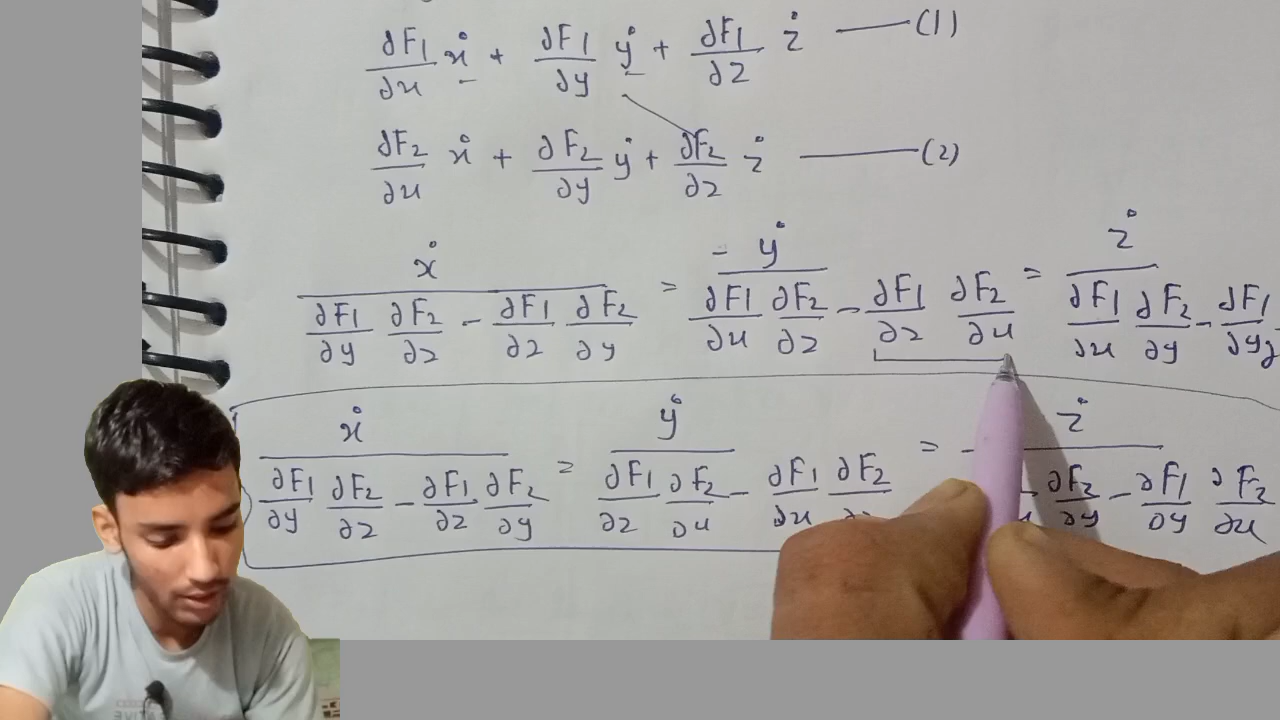 ∂F1/∂x ẋ + ∂F1/∂y ẏ + ∂F1/∂z ż —— (1)
∂F2/∂x ẋ + ∂F2/∂y ẏ + ∂F2/∂z ż —— (2)
ẋ / (∂F1/∂y ∂F2/∂z - ∂F1/∂z ∂F2/∂y) = -ẏ / (∂F1/∂x ∂F2/∂z - ∂F1/∂z ∂F2/∂x) = ż / (∂F1/∂x ∂F2/∂y - ∂F1/∂y
ẋ / (∂F1/∂y ∂F2/∂z - ∂F1/∂z ∂F2/∂y) = ẏ / (∂F1/∂z ∂F2/∂x - ∂F1/∂x ∂F2/∂z) = ż / ( - ∂F2/∂y - ∂F1/∂y ∂F2/∂x)